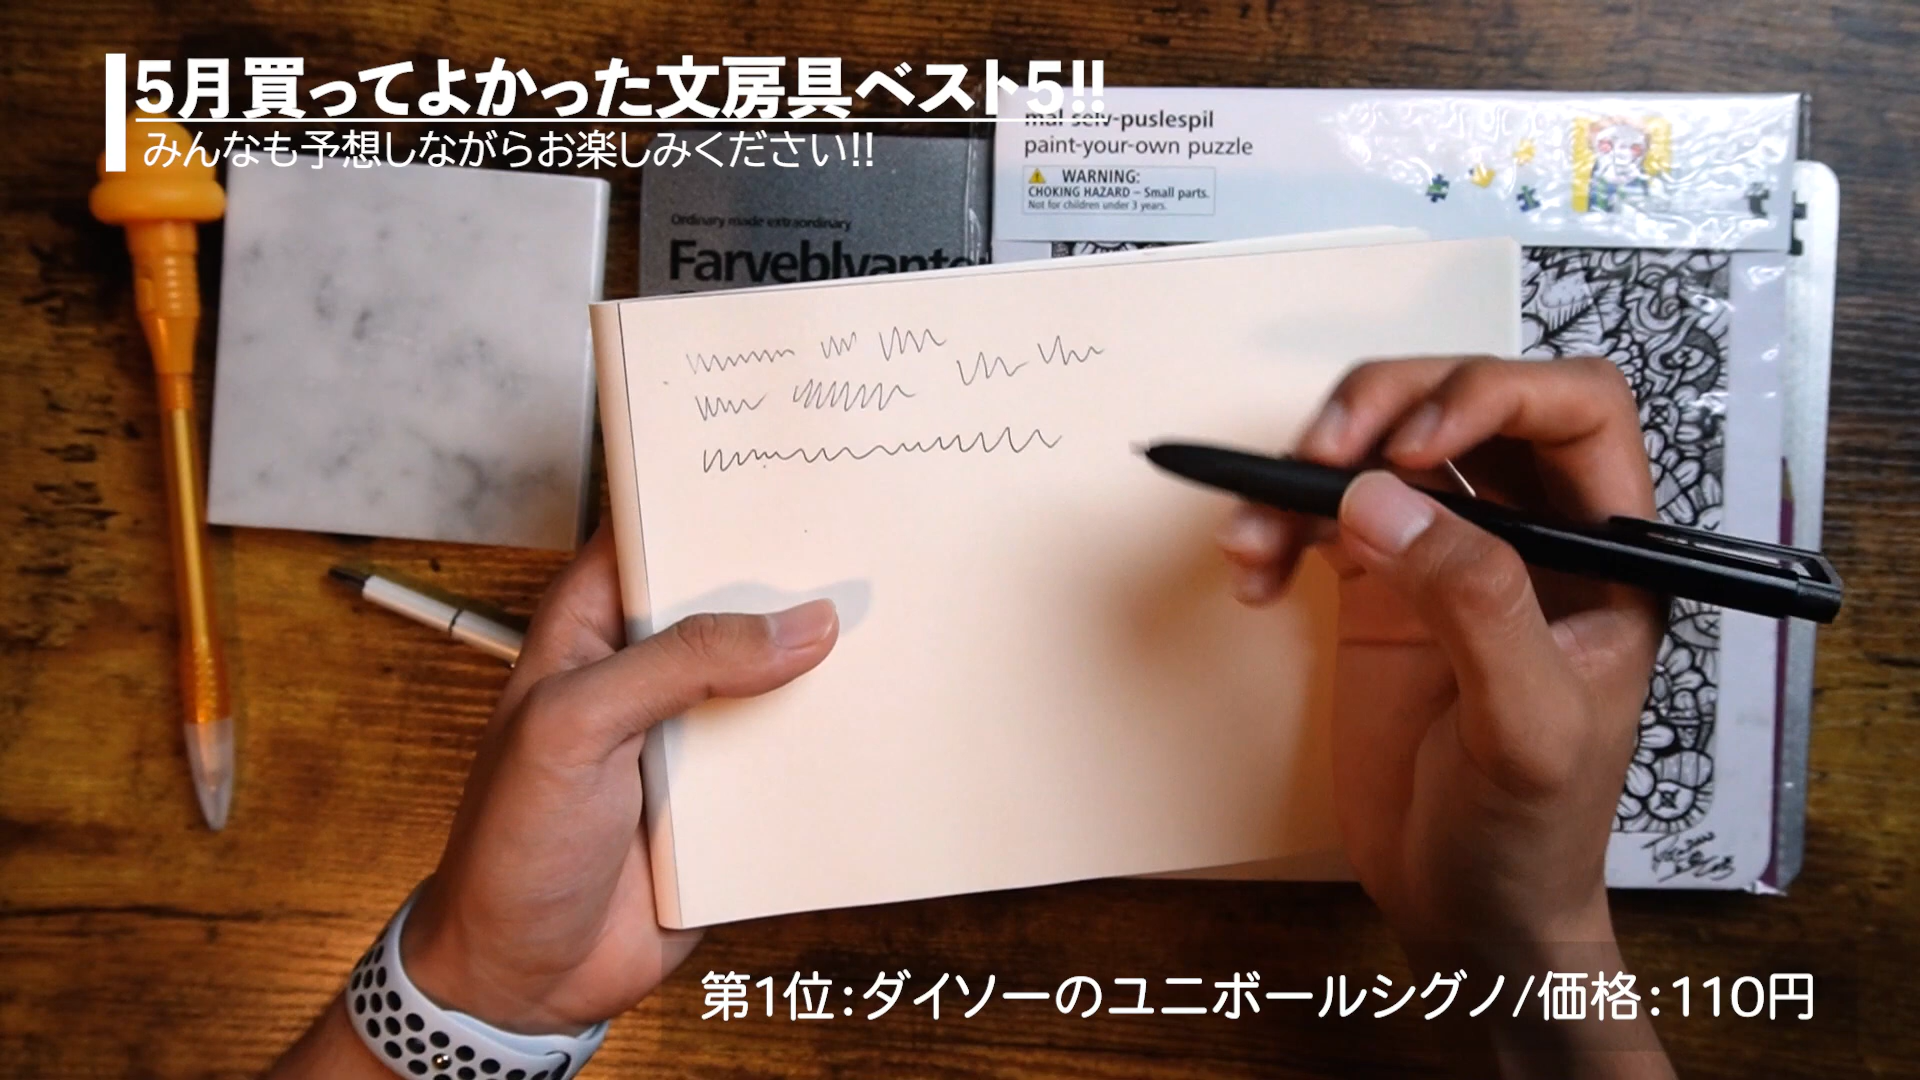 5月買ってよかった文房具ベスト5!!
みんなも予想しながらお楽しみください!!
mal selv-puslespil
paint-your-own puzzle
WARNING:
CHOKING HAZARD – Small parts.
Not for children under 3 years.
Ordinary made extraordinary
Farveblyante
第1位:ダイソーのユニボールシグノ/価格:110円